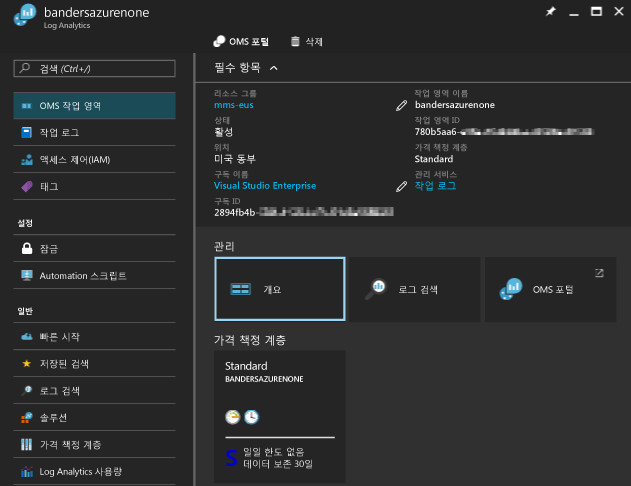 bandersazurenone
Log Analytics
OMS 포털
삭제
검색 (Ctrl+/)
OMS 작업 영역
작업 로그
액세스 제어(IAM)
태그
설정
잠금
Automation 스크립트
일반
빠른 시작
저장된 검색
로그 검색
솔루션
가격 책정 계층
Log Analytics 사용량
필수 항목
리소스 그룹
mms-eus
상태
활성
위치
미국 동부
구독 이름
Visual Studio Enterprise
구독 ID
2894fb4b-
작업 영역 이름
bandersazurenone
작업 영역 ID
780b5aa6-
가격 책정 계층
Standard
관리 서비스
작업 로그
관리
개요
로그 검색
OMS 포털
가격 책정 계층
Standard
BANDERSAZURENONE
S
일일 한도 없음
데이터 보존 30일